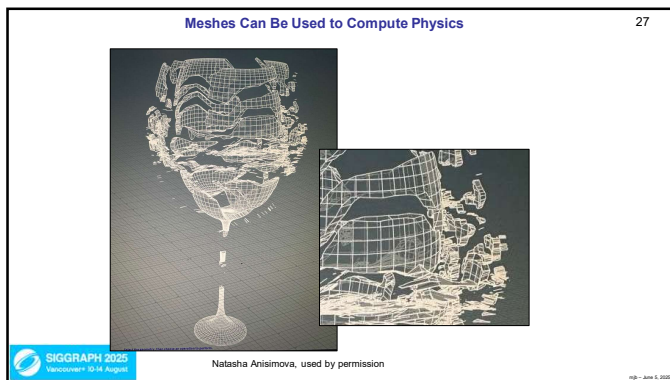 Meshes Can Be Used to Compute Physics
27
SIGGRAPH 2025
Vancouver+ 10-14 August
Natasha Anisimova, used by permission
mjb – June 5, 2025